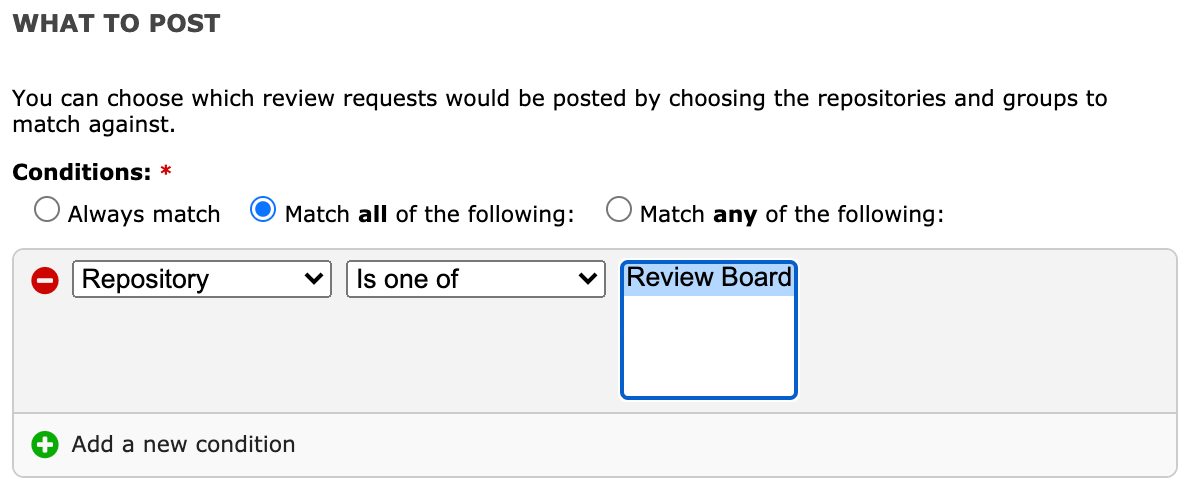 WHAT TO POST
You can choose which review requests would be posted by choosing the repositories and groups to
match against.
Conditions: *
Always match Match all of the following: Match any of the following:
Repository Is one of Review Board
Add a new condition